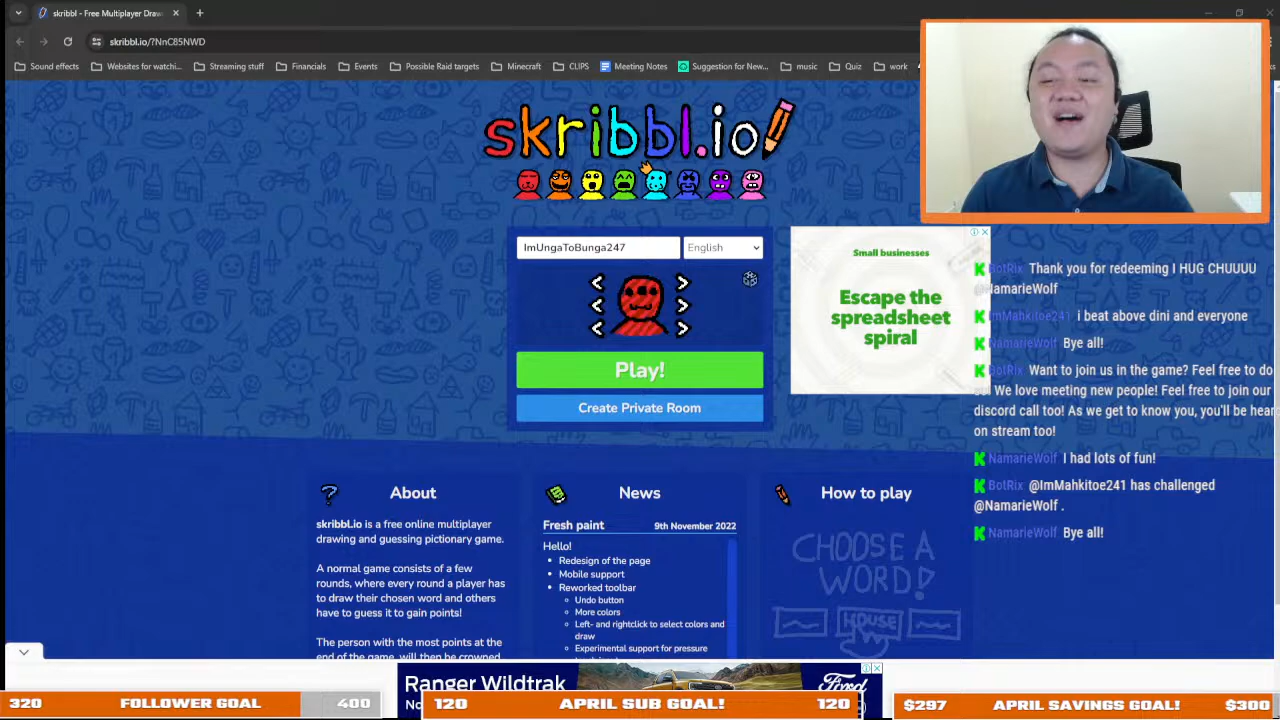 skribbl - Free Multiplayer Draw
skribbl.io/?NnC85NWD
Sound effects
Websites for watchi...
Streaming stuff
Financials
Events
Possible Raid targets
Minecraft
CLIPS
Meeting Notes
Suggestion for New...
music
Quiz
work
skribbl.io
ImUngaToBunga247
English
Play!
Create Private Room
Small businesses
Escape the
spreadsheet
spiral
BotRix Thank you for redeeming I HUG CHUUUU
@NamarieWolf
ImMahkitoe241 i beat above dini and everyone
NamarieWolf Bye all!
BotRix Want to join us in the game? Feel free to do
so! We love meeting new people! Feel free to join our
discord call too! As we get to know you, you'll be hear
on stream too!
NamarieWolf I had lots of fun!
BotRix @ImMahkitoe241 has challenged
@NamarieWolf .
NamarieWolf Bye all!
About
skribbl.io is a free online multiplayer
drawing and guessing pictionary game.
A normal game consists of a few
rounds, where every round a player has
to draw their chosen word and others
have to guess it to gain points!
The person with the most points at the
end of the game, will then be crowned
News
Fresh paint 9th November 2022
Hello!
Redesign of the page
Mobile support
Reworked toolbar
Undo button
More colors
Left- and rightclick to select colors and
draw
Experimental support for pressure
How to play
CHOOSE A
WORD!
HOUSE
Ranger Wildtrak
Ford
320 FOLLOWER GOAL 400
120 APRIL SUB GOAL! 120
$297 APRIL SAVINGS GOAL! $300